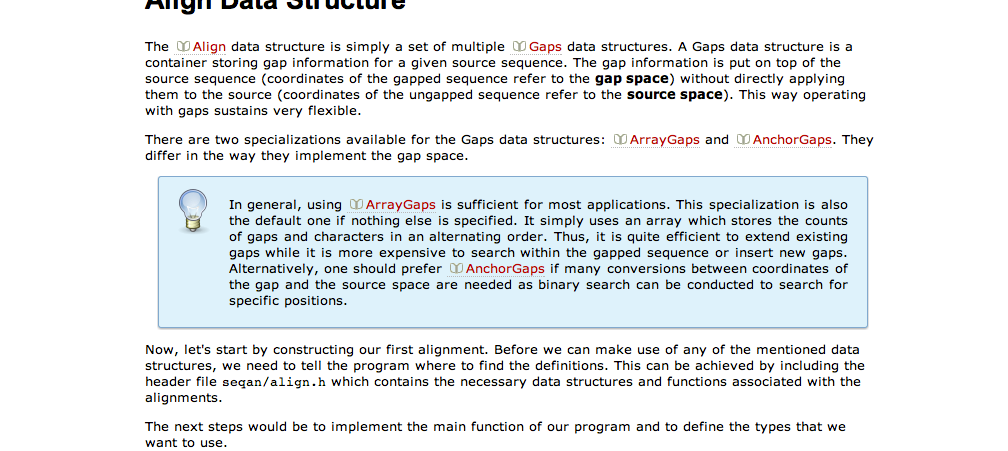 Align Data Structure
The Align data structure is simply a set of multiple Gaps data structures. A Gaps data structure is a
container storing gap information for a given source sequence. The gap information is put on top of the
source sequence (coordinates of the gapped sequence refer to the gap space) without directly applying
them to the source (coordinates of the ungapped sequence refer to the source space). This way operating
with gaps sustains very flexible.
There are two specializations available for the Gaps data structures: ArrayGaps and AnchorGaps. They
differ in the way they implement the gap space.
In general, using ArrayGaps is sufficient for most applications. This specialization is also
the default one if nothing else is specified. It simply uses an array which stores the counts
of gaps and characters in an alternating order. Thus, it is quite efficient to extend existing
gaps while it is more expensive to search within the gapped sequence or insert new gaps.
Alternatively, one should prefer AnchorGaps if many conversions between coordinates of
the gap and the source space are needed as binary search can be conducted to search for
specific positions.
Now, let's start by constructing our first alignment. Before we can make use of any of the mentioned data
structures, we need to tell the program where to find the definitions. This can be achieved by including the
header file seqan/align.h which contains the necessary data structures and functions associated with the
alignments.
The next steps would be to implement the main function of our program and to define the types that we
want to use.